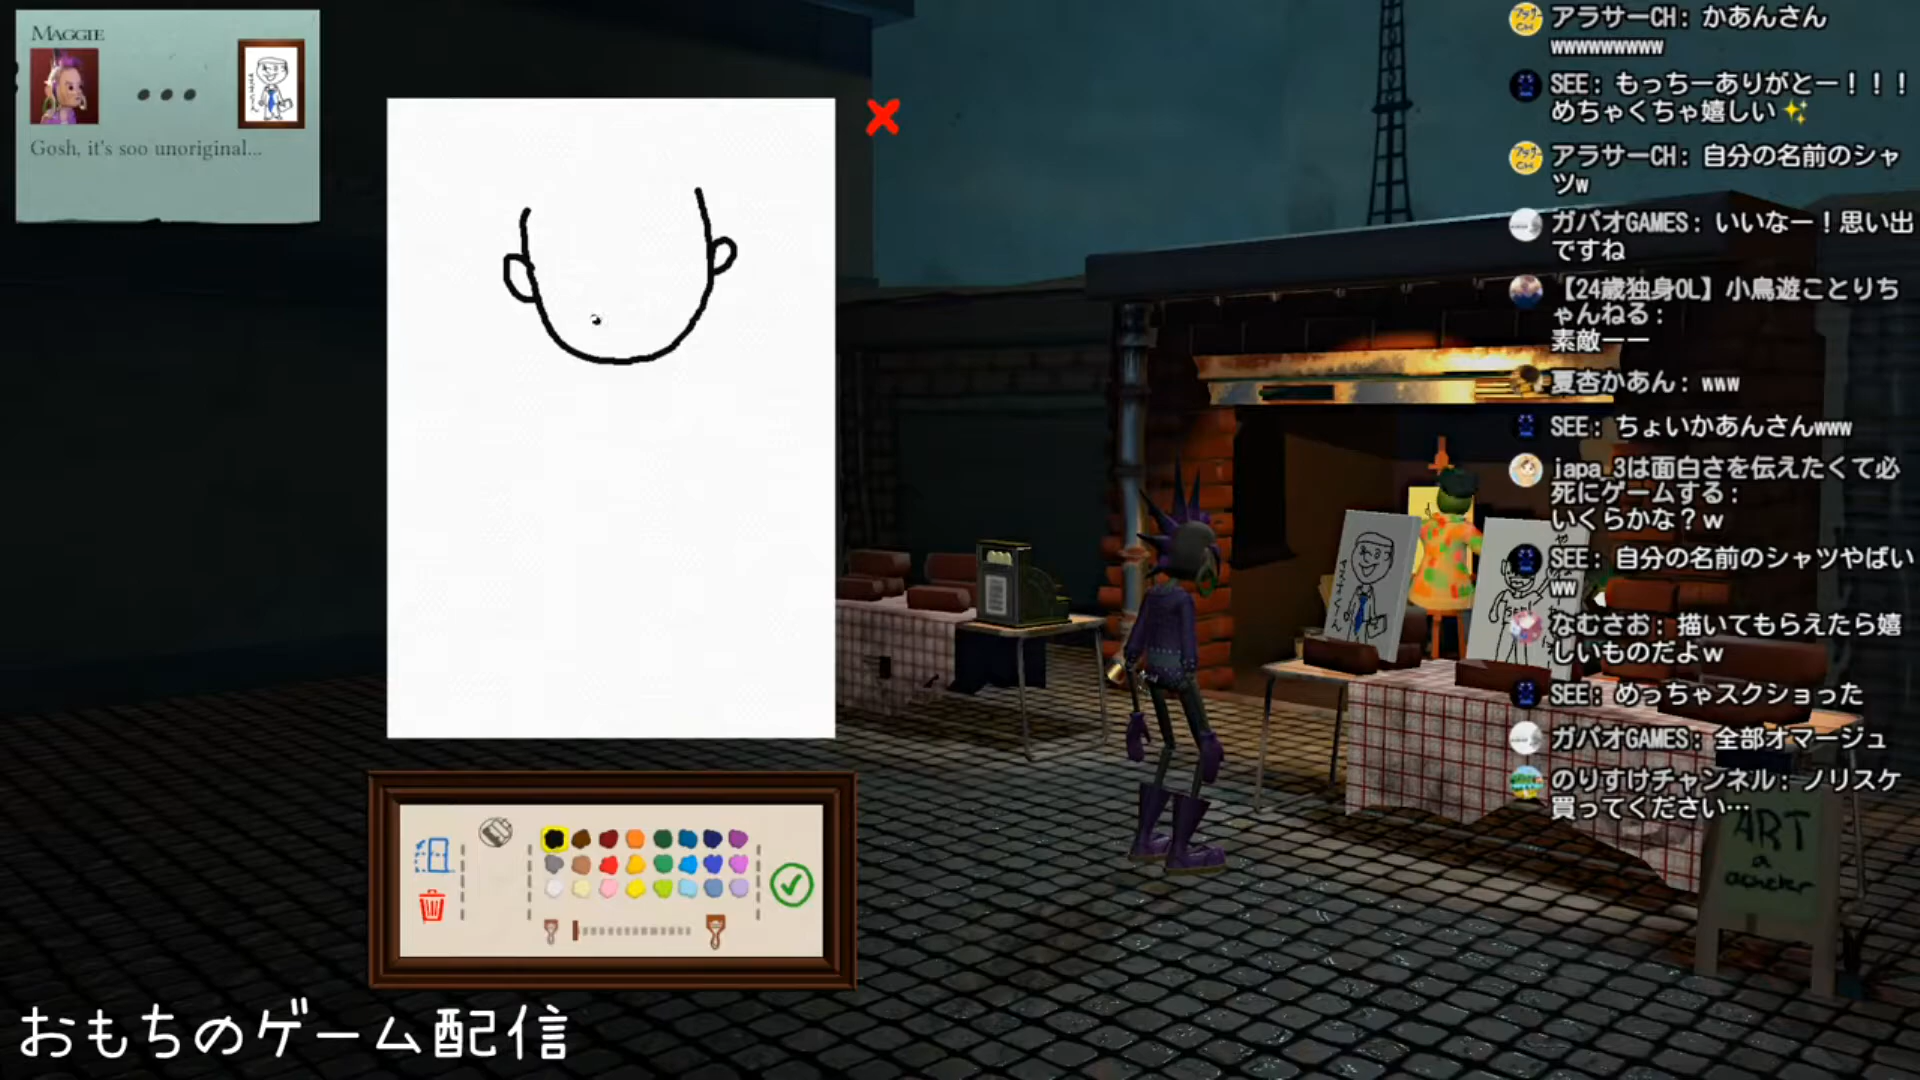 MAGGIE
Gosh, it's soo unoriginal...
アラサーCH: かあんさん
wwwwwwwww
SEE: もっちーありがとー！！！
めちゃくちゃ嬉しい✨
アラサーCH: 自分の名前のシャ
ツw
ガパオGAMES: いいなー！思い出
ですね
【24歳独身OL】小鳥遊ことりち
ゃんねる:
素敵ーー
夏杏かあん: www
SEE: ちょいかあんさんwww
japa_3は面白さを伝えたくて必
死にゲームする:
いくらかな？w
SEE: 自分の名前のシャツやばい
ww
なむさお: 描いてもらえたら嬉
しいものだよw
SEE: めっちゃスクショった
ガパオGAMES: 全部オマージュ
のりすけチャンネル: ノリスケ
買ってください…
ART
a
acheter
おもちのゲーム配信